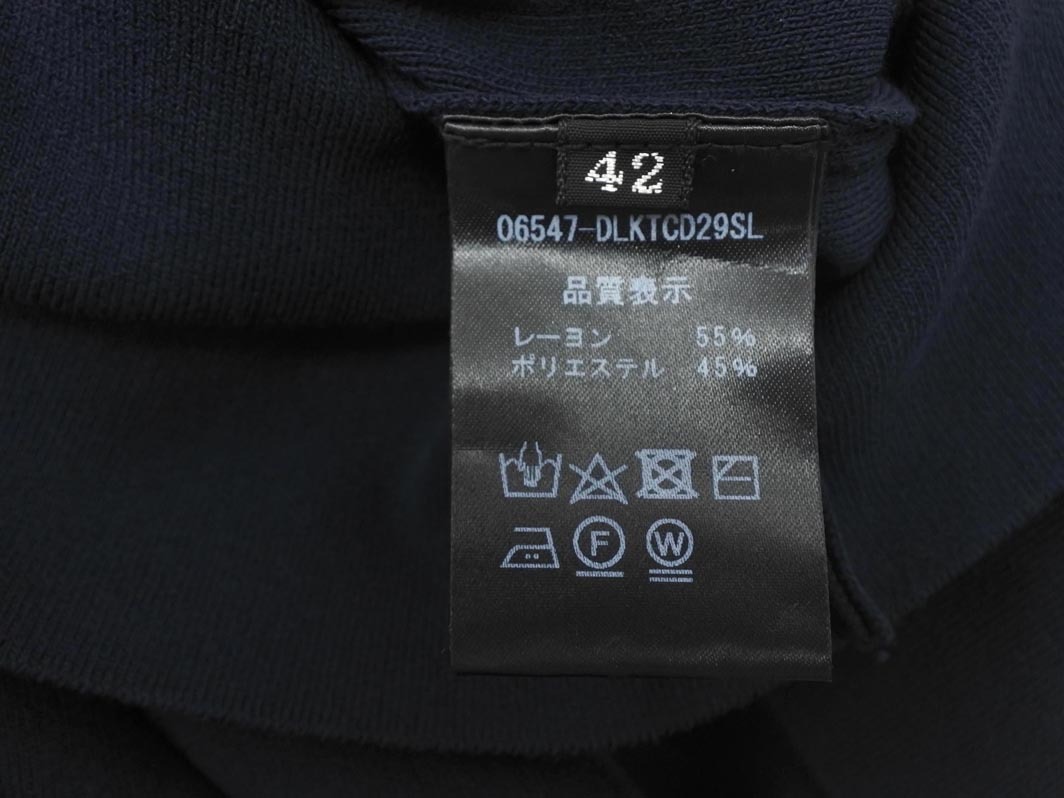 42
06547-DLKTCD29SL
品質表示
レーヨン 55%
ポリエステル 45%
F W